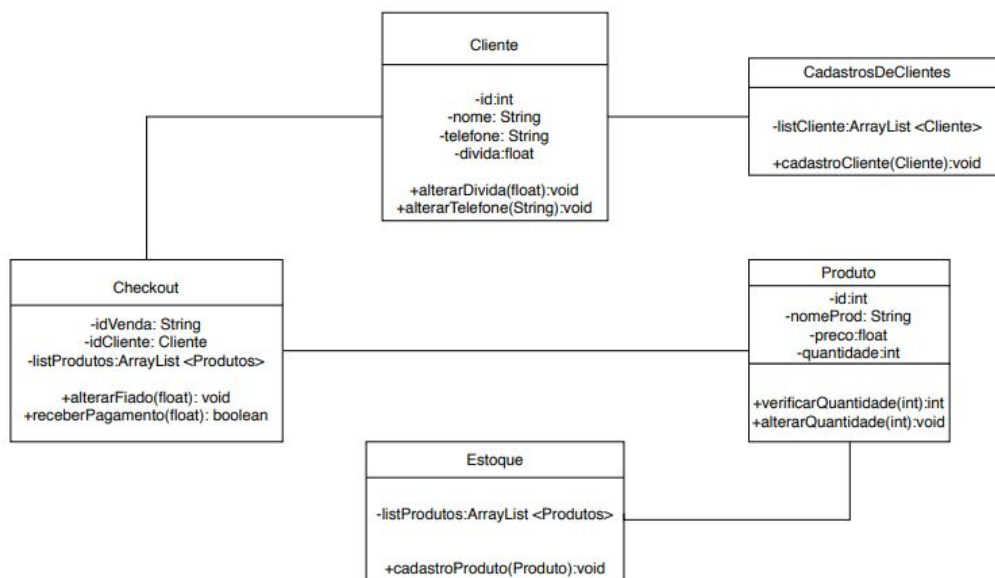 Cliente
-id:int
-nome: String
-telefone: String
-divida:float
+alterarDivida(float):void
+alterarTelefone(String):void
CadastrosDeClientes
-listCliente:ArrayList <Cliente>
+cadastroCliente(Cliente):void
Checkout
-idVenda: String
-idCliente: Cliente
-listProdutos:ArrayList <Produtos>
+alterarFiado(float): void
+receberPagamento(float): boolean
Produto
-id:int
-nomeProd: String
-preco:float
-quantidade:int
+verificarQuantidade(int):int
+alterarQuantidade(int):void
Estoque
-listProdutos:ArrayList <Produtos>
+cadastroProduto(Produto):void